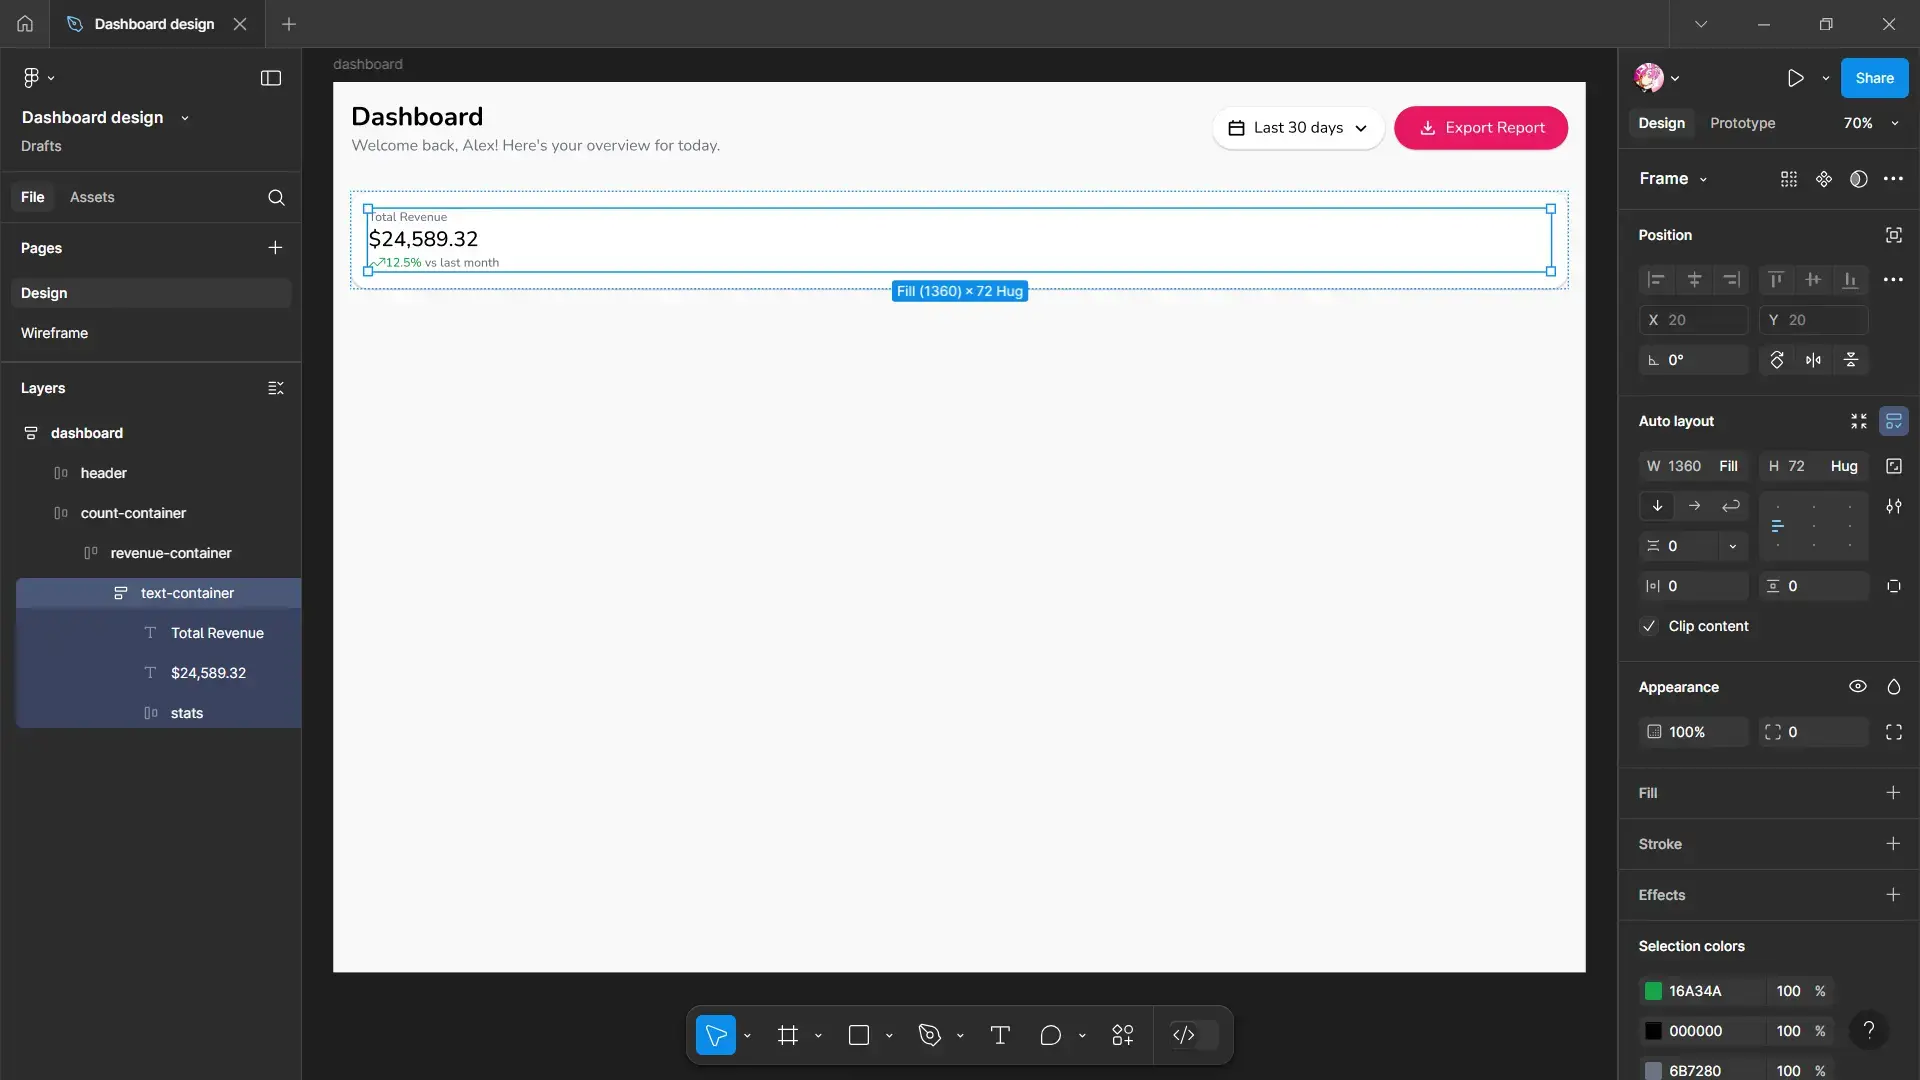 Dashboard design
Dashboard design
Drafts
File
Assets
Pages
Design
Wireframe
Layers
dashboard
header
count-container
revenue-container
text-container
Total Revenue
$24,589.32
stats
dashboard
Dashboard
Welcome back, Alex! Here's your overview for today.
Last 30 days
Export Report
Total Revenue
$24,589.32
12.5% vs last month
Fill (1360) × 72 Hug
Share
Design
Prototype
70%
Frame
Position
X 20
Y 20
0°
Auto layout
W 1360 Fill
H 72 Hug
0
0
0
Clip content
Appearance
100%
0
Fill
Stroke
Effects
Selection colors
16A34A 100 %
000000 100 %
6B7280 100 %
?